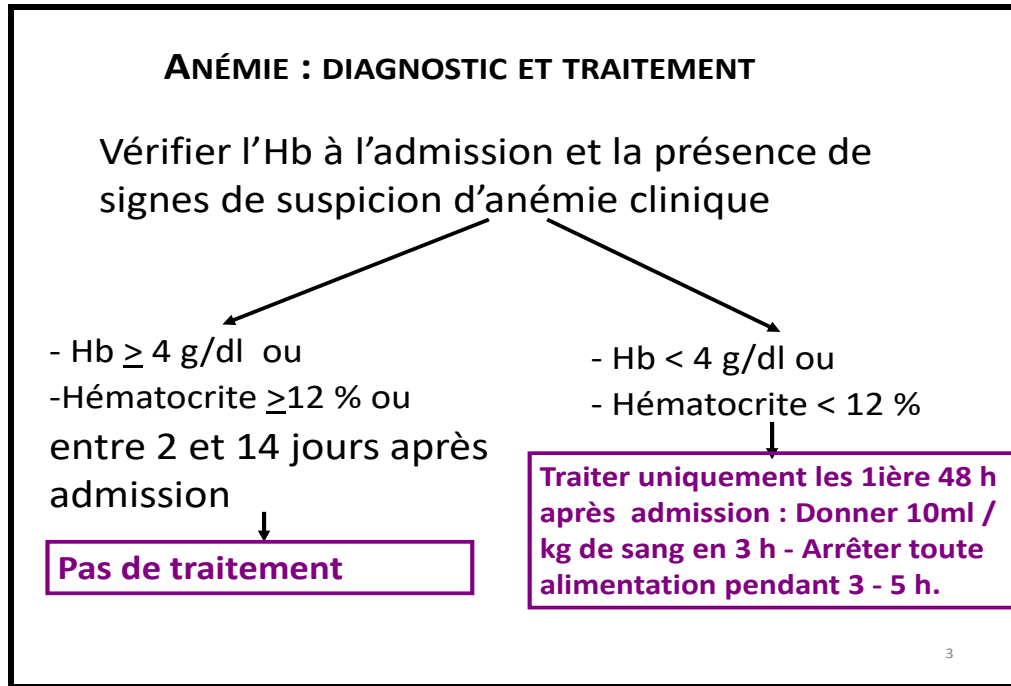 ANÉMIE : DIAGNOSTIC ET TRAITEMENT
Vérifier l’Hb à l’admission et la présence de
signes de suspicion d’anémie clinique
- Hb ≥ 4 g/dl ou
-Hématocrite ≥12 % ou
entre 2 et 14 jours après
admission
Pas de traitement
- Hb < 4 g/dl ou
- Hématocrite < 12 %
Traiter uniquement les 1ière 48 h
après admission : Donner 10ml /
kg de sang en 3 h - Arrêter toute
alimentation pendant 3 - 5 h.
3